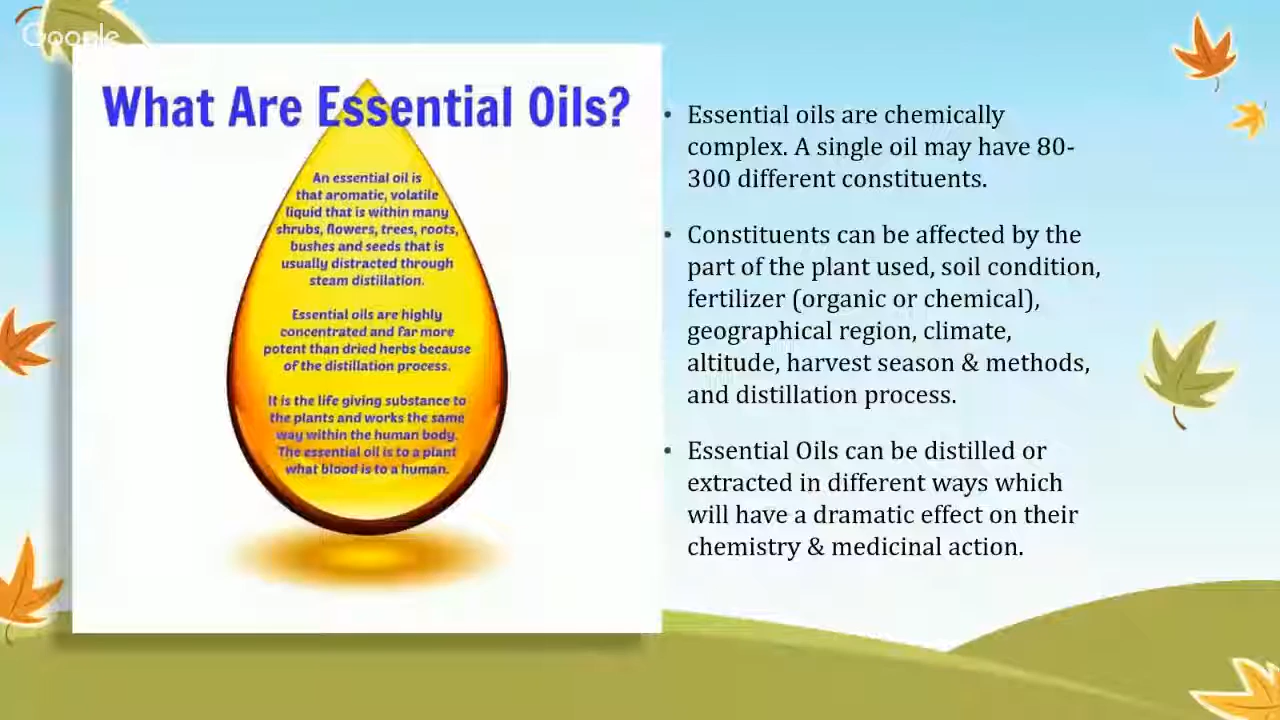 Google
What Are Essential Oils?
An essential oil is
that aromatic, volatile
liquid that is within many
shrubs, flowers, trees, roots,
bushes and seeds that is
usually distracted through
steam distillation.
Essential oils are highly
concentrated and far more
potent than dried herbs because
of the distillation process.
It is the life giving substance to
the plants and works the same
way within the human body.
The essential oil is to a plant
what blood is to a human.
• Essential oils are chemically
complex. A single oil may have 80-
300 different constituents.
• Constituents can be affected by the
part of the plant used, soil condition,
fertilizer (organic or chemical),
geographical region, climate,
altitude, harvest season & methods,
and distillation process.
• Essential Oils can be distilled or
extracted in different ways which
will have a dramatic effect on their
chemistry & medicinal action.